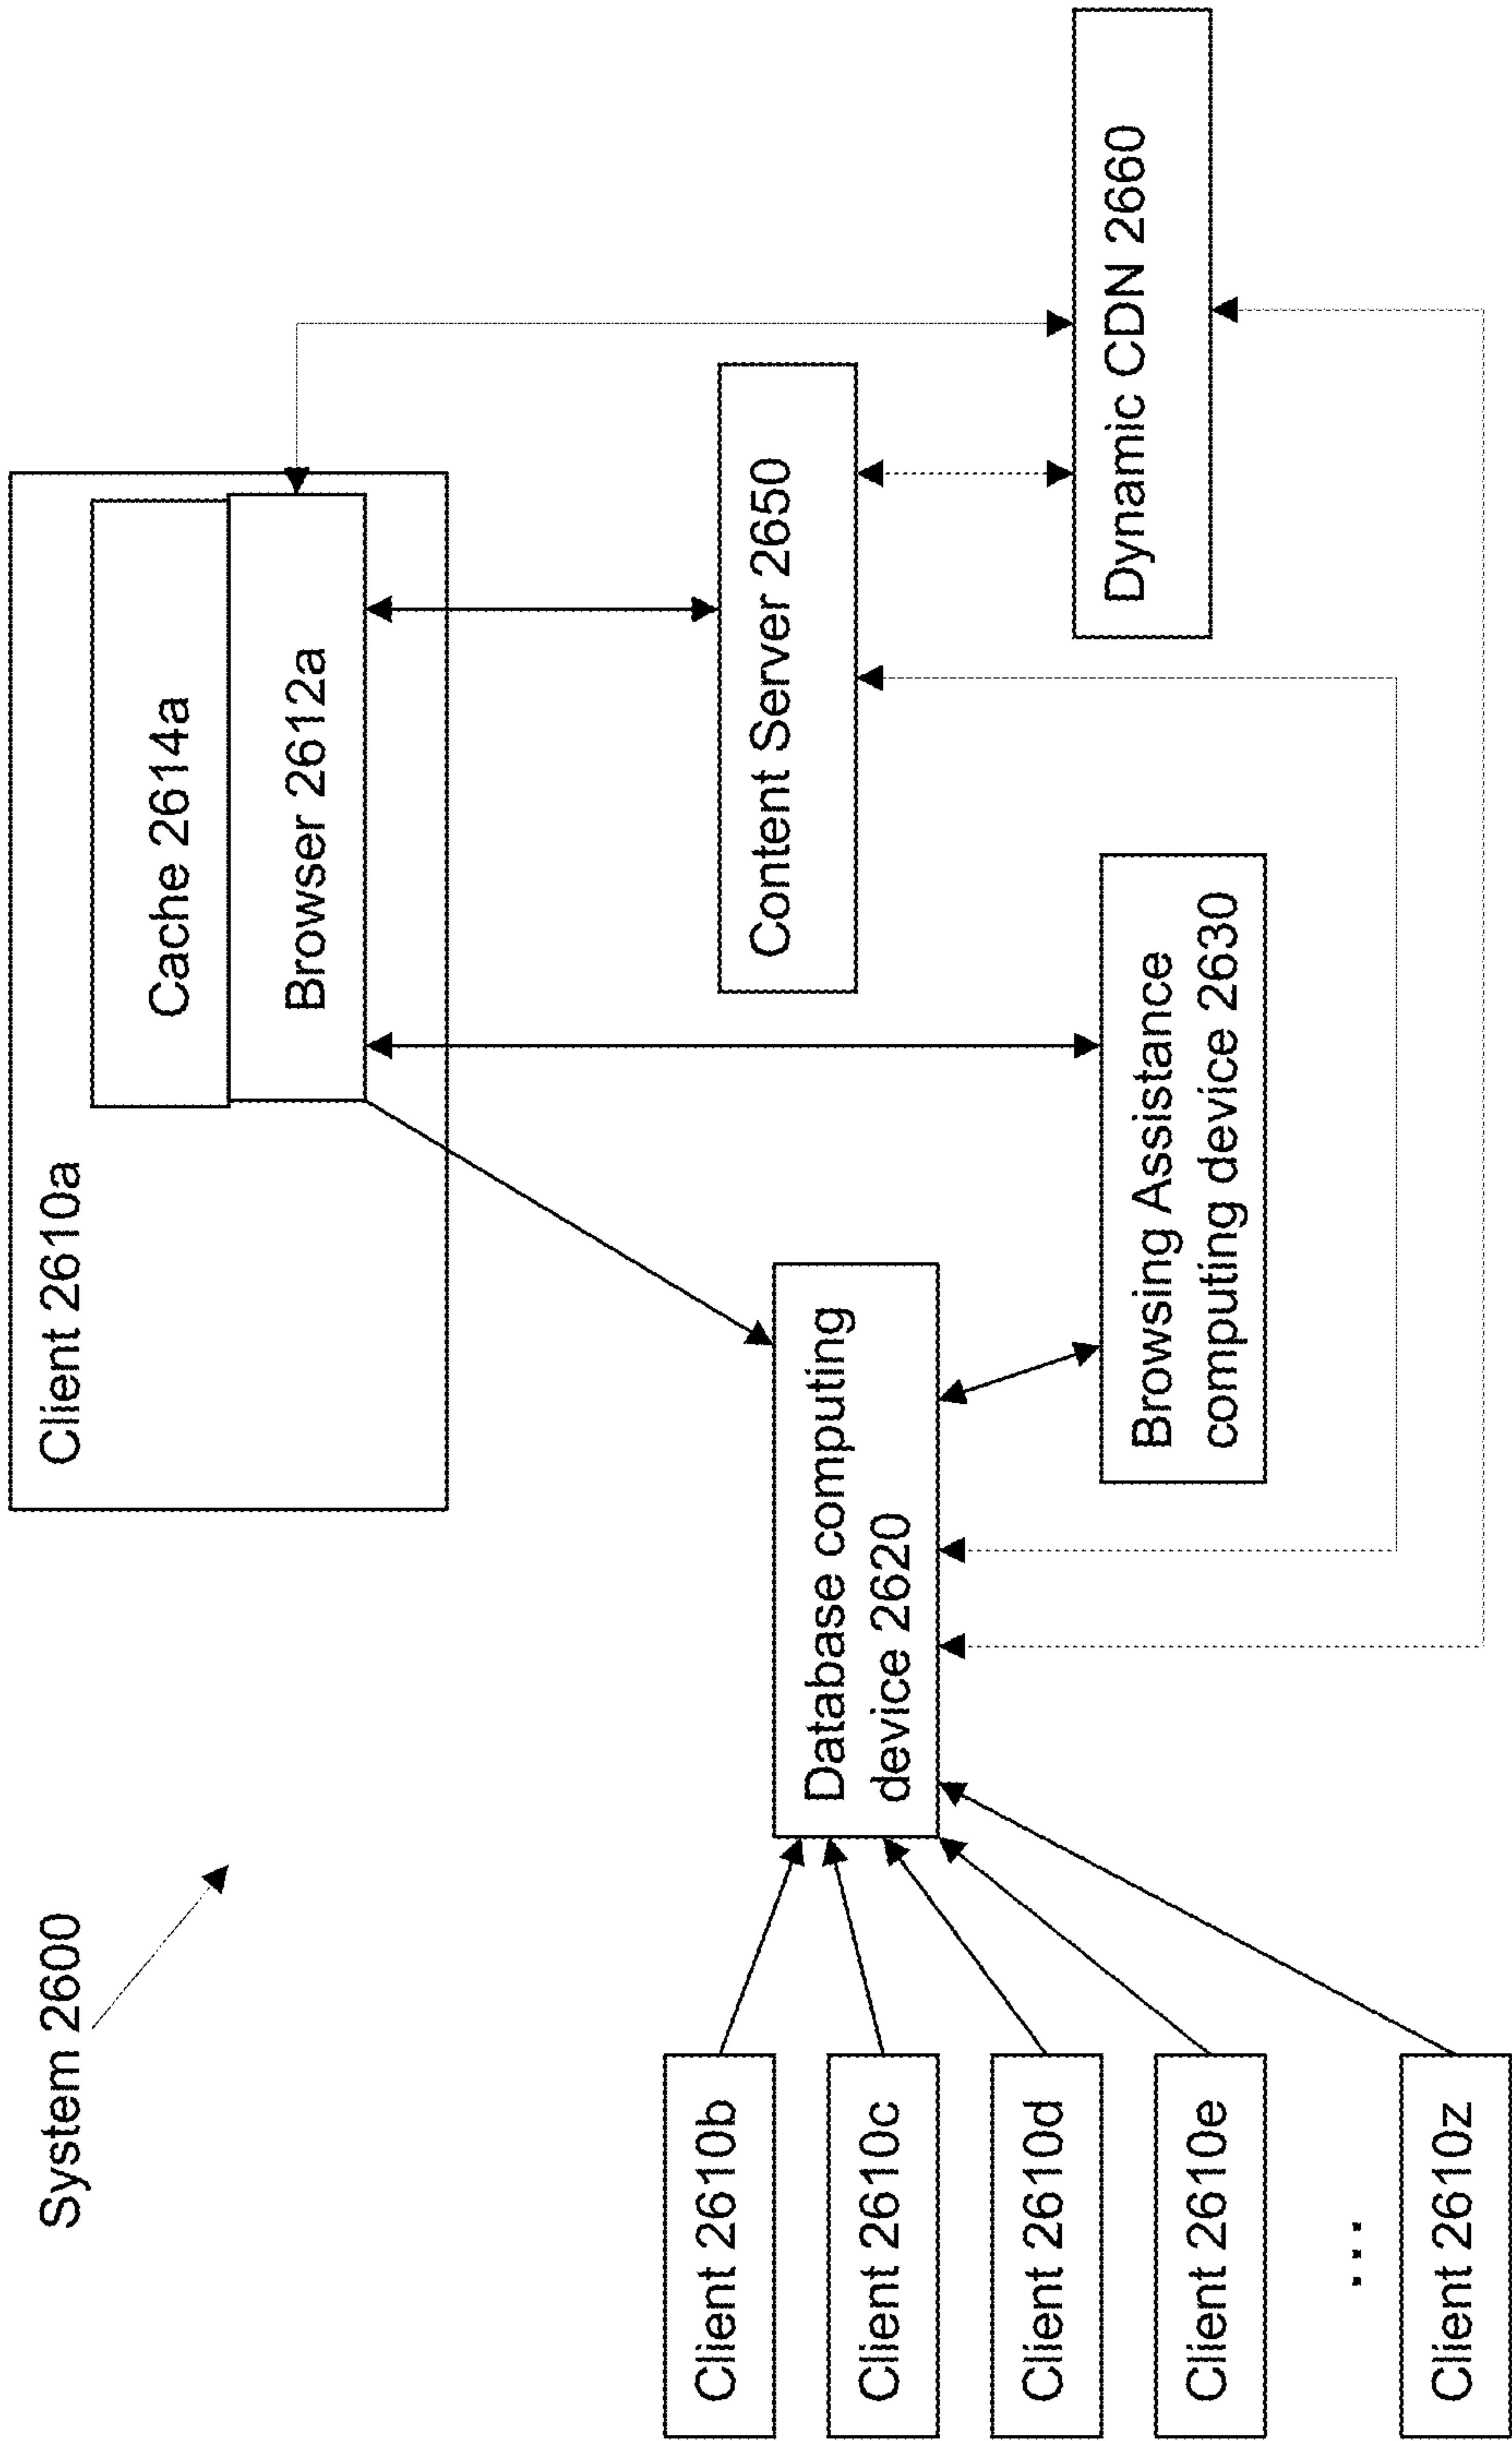 System 2600
Client 2610a
Cache 2614a
Browser 2612a
Client 2610b
Client 2610c
Client 2610d
Client 2610e
...
Client 2610z
Database computing
device 2620
Content Server 2650
Browsing Assistance
computing device 2630
Dynamic CDN 2660